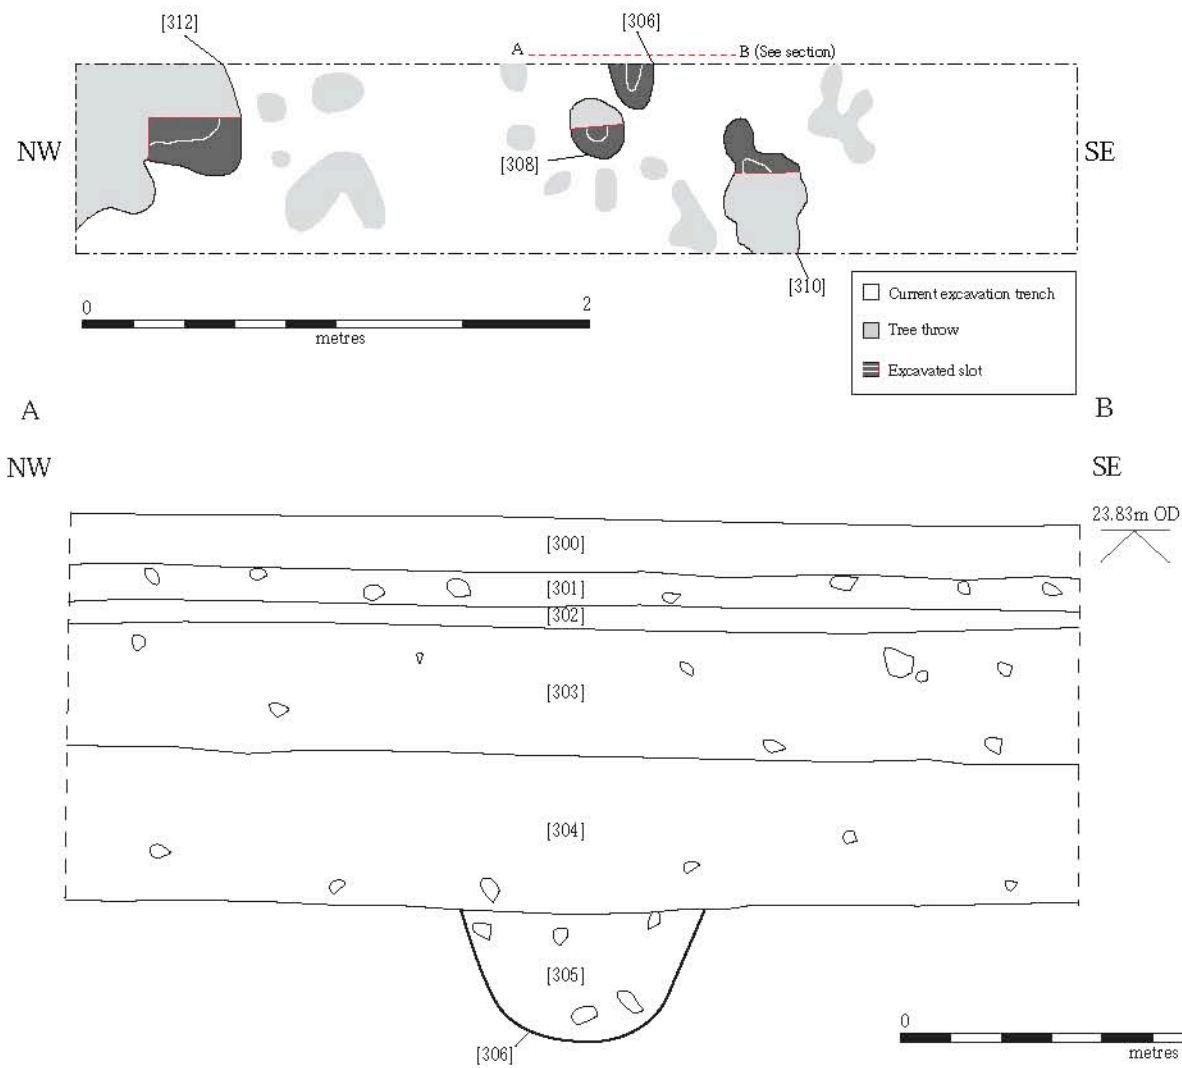 [312]
[306]
A
B (See section)
NW
SE
[308]
[310]
0
2
metres
Current excavation trench
Tree throw
Excavated slot
A
B
NW
SE
23.83m OD
[300]
[301]
[302]
[303]
[304]
[305]
[306]
0
metres